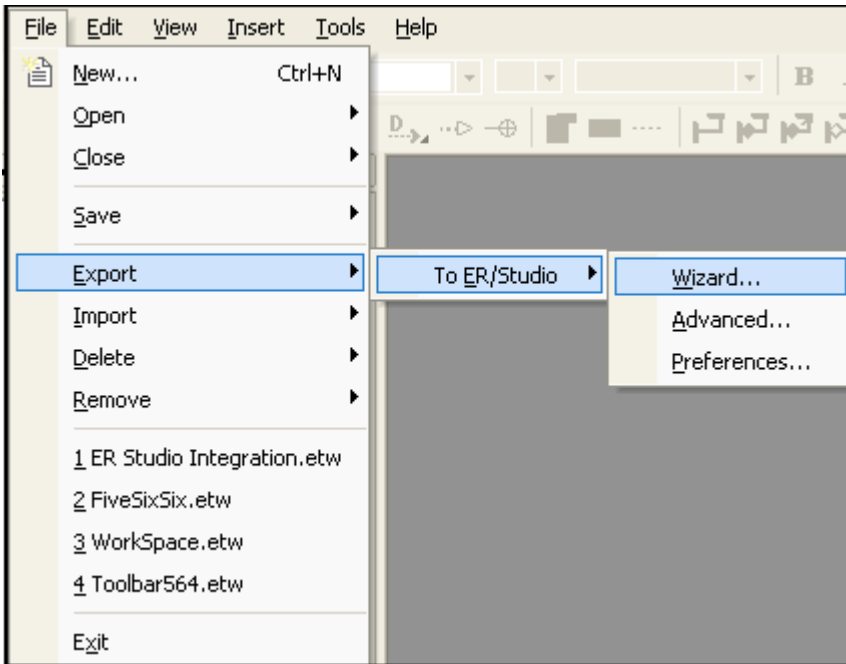 File Edit View Insert Tools Help
New... Ctrl+N
Open
Close
Save
Export
To ER/Studio
Wizard...
Import
Advanced...
Delete
Preferences...
Remove
1 ER Studio Integration.etw
2 FiveSixSix.etw
3 WorkSpace.etw
4 Toolbar564.etw
Exit
B
D